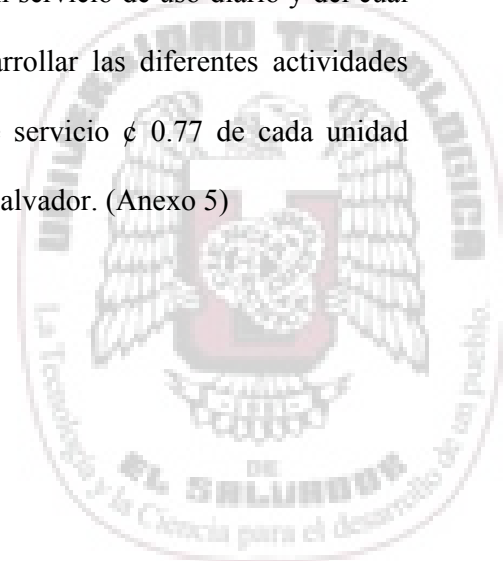 servicio de uso diario y del cual
rrollar las diferentes actividades
servicio ¢ 0.77 de cada unidad
alvador. (Anexo 5)
UNIVERSIDAD TECNOLOGICA
DE
EL SALVADOR
La Tecnología y la Ciencia para el desarrollo de un pueblo.